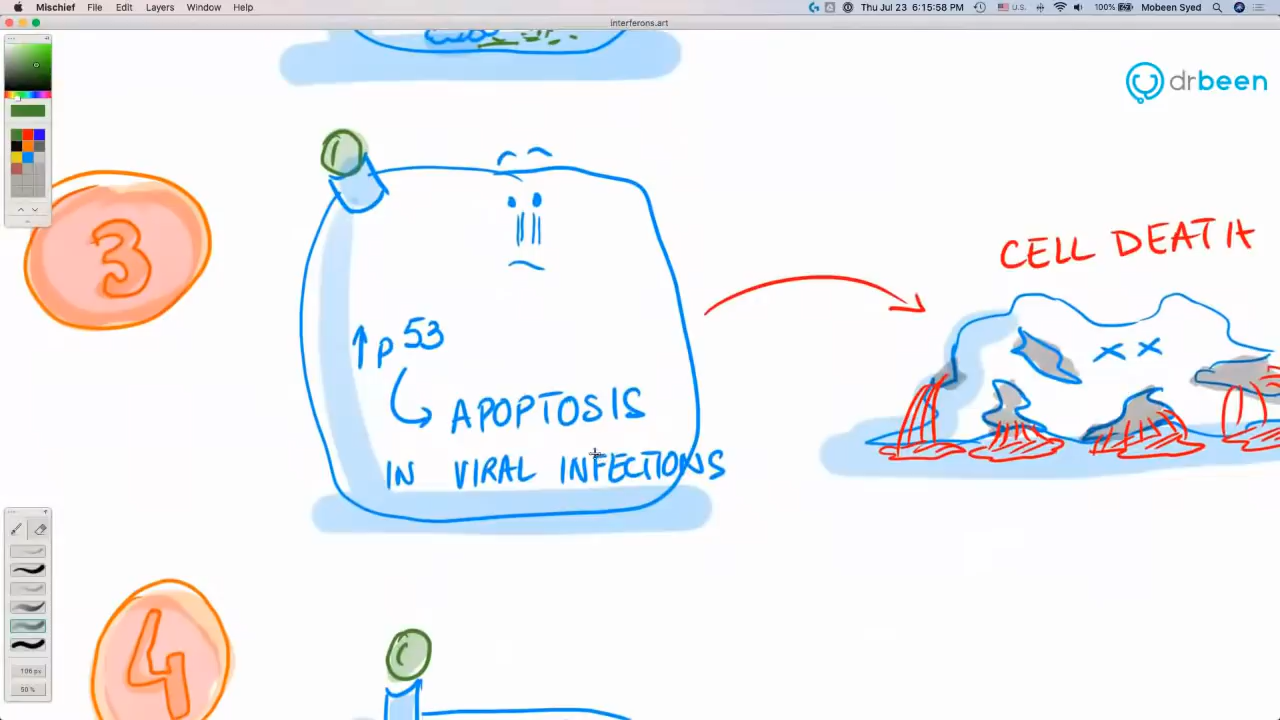 Mischief File Edit Layers Window Help
U.S. 100% Thu Jul 23 6:15:58 PM Mobeen Syed
interferons.art
drbeen
3
CELL DEATH
↑p53
APOPTOSIS
IN VIRAL INFECTIONS
4
106 px
50 %